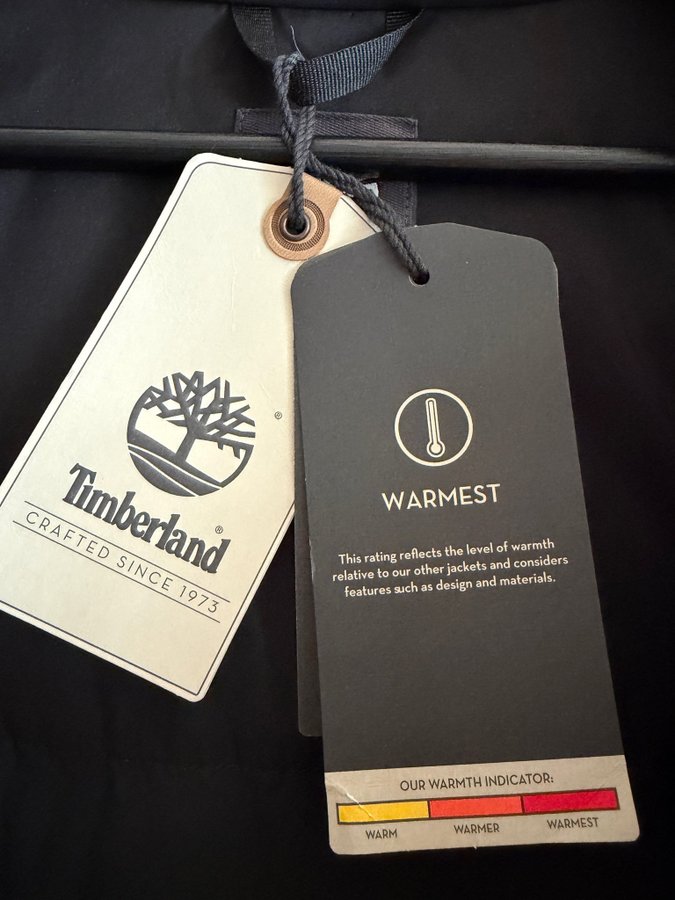 Timberland®
CRAFTED SINCE 1973
®
WARMEST
This rating reflects the level of warmth
relative to our other jackets and considers
features such as design and materials.
OUR WARMTH INDICATOR:
WARM WARMER WARMEST